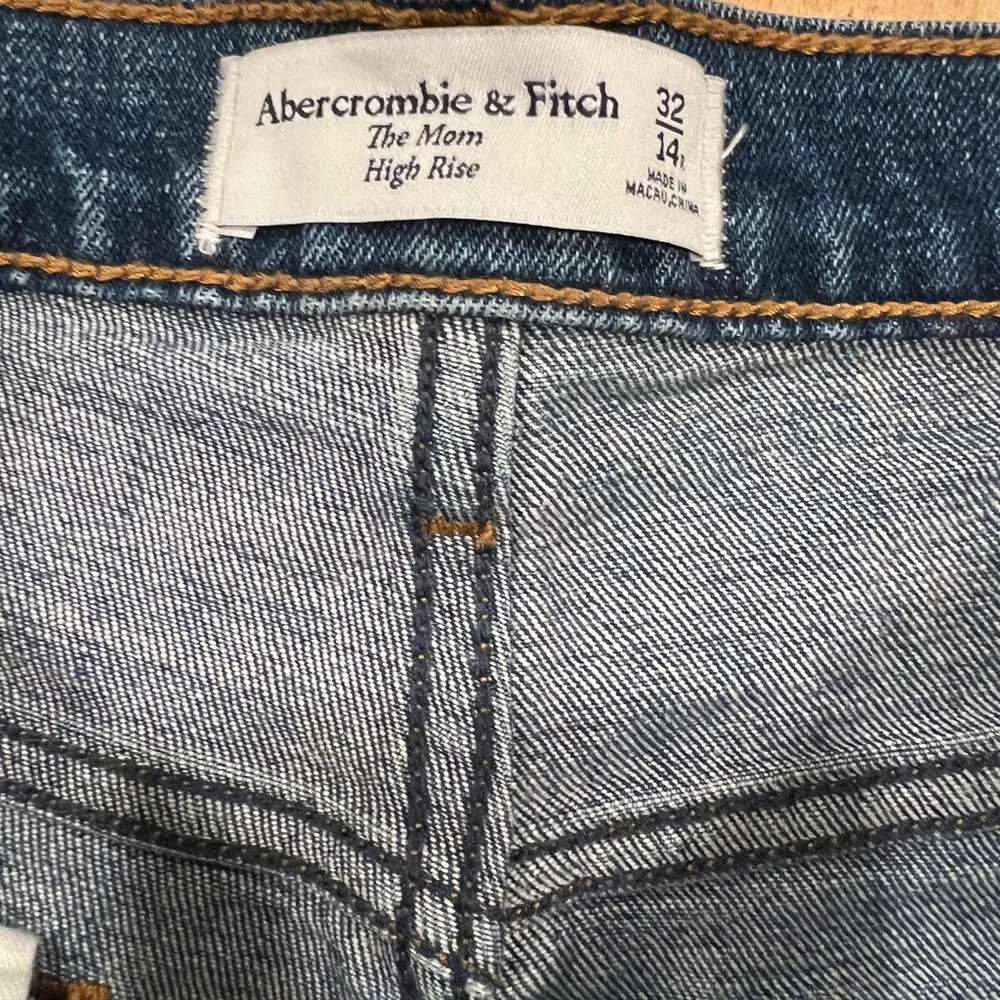 Abercrombie & Fitch
The Mom
High Rise
32
14R
MADE IN
MACAU, CHINA